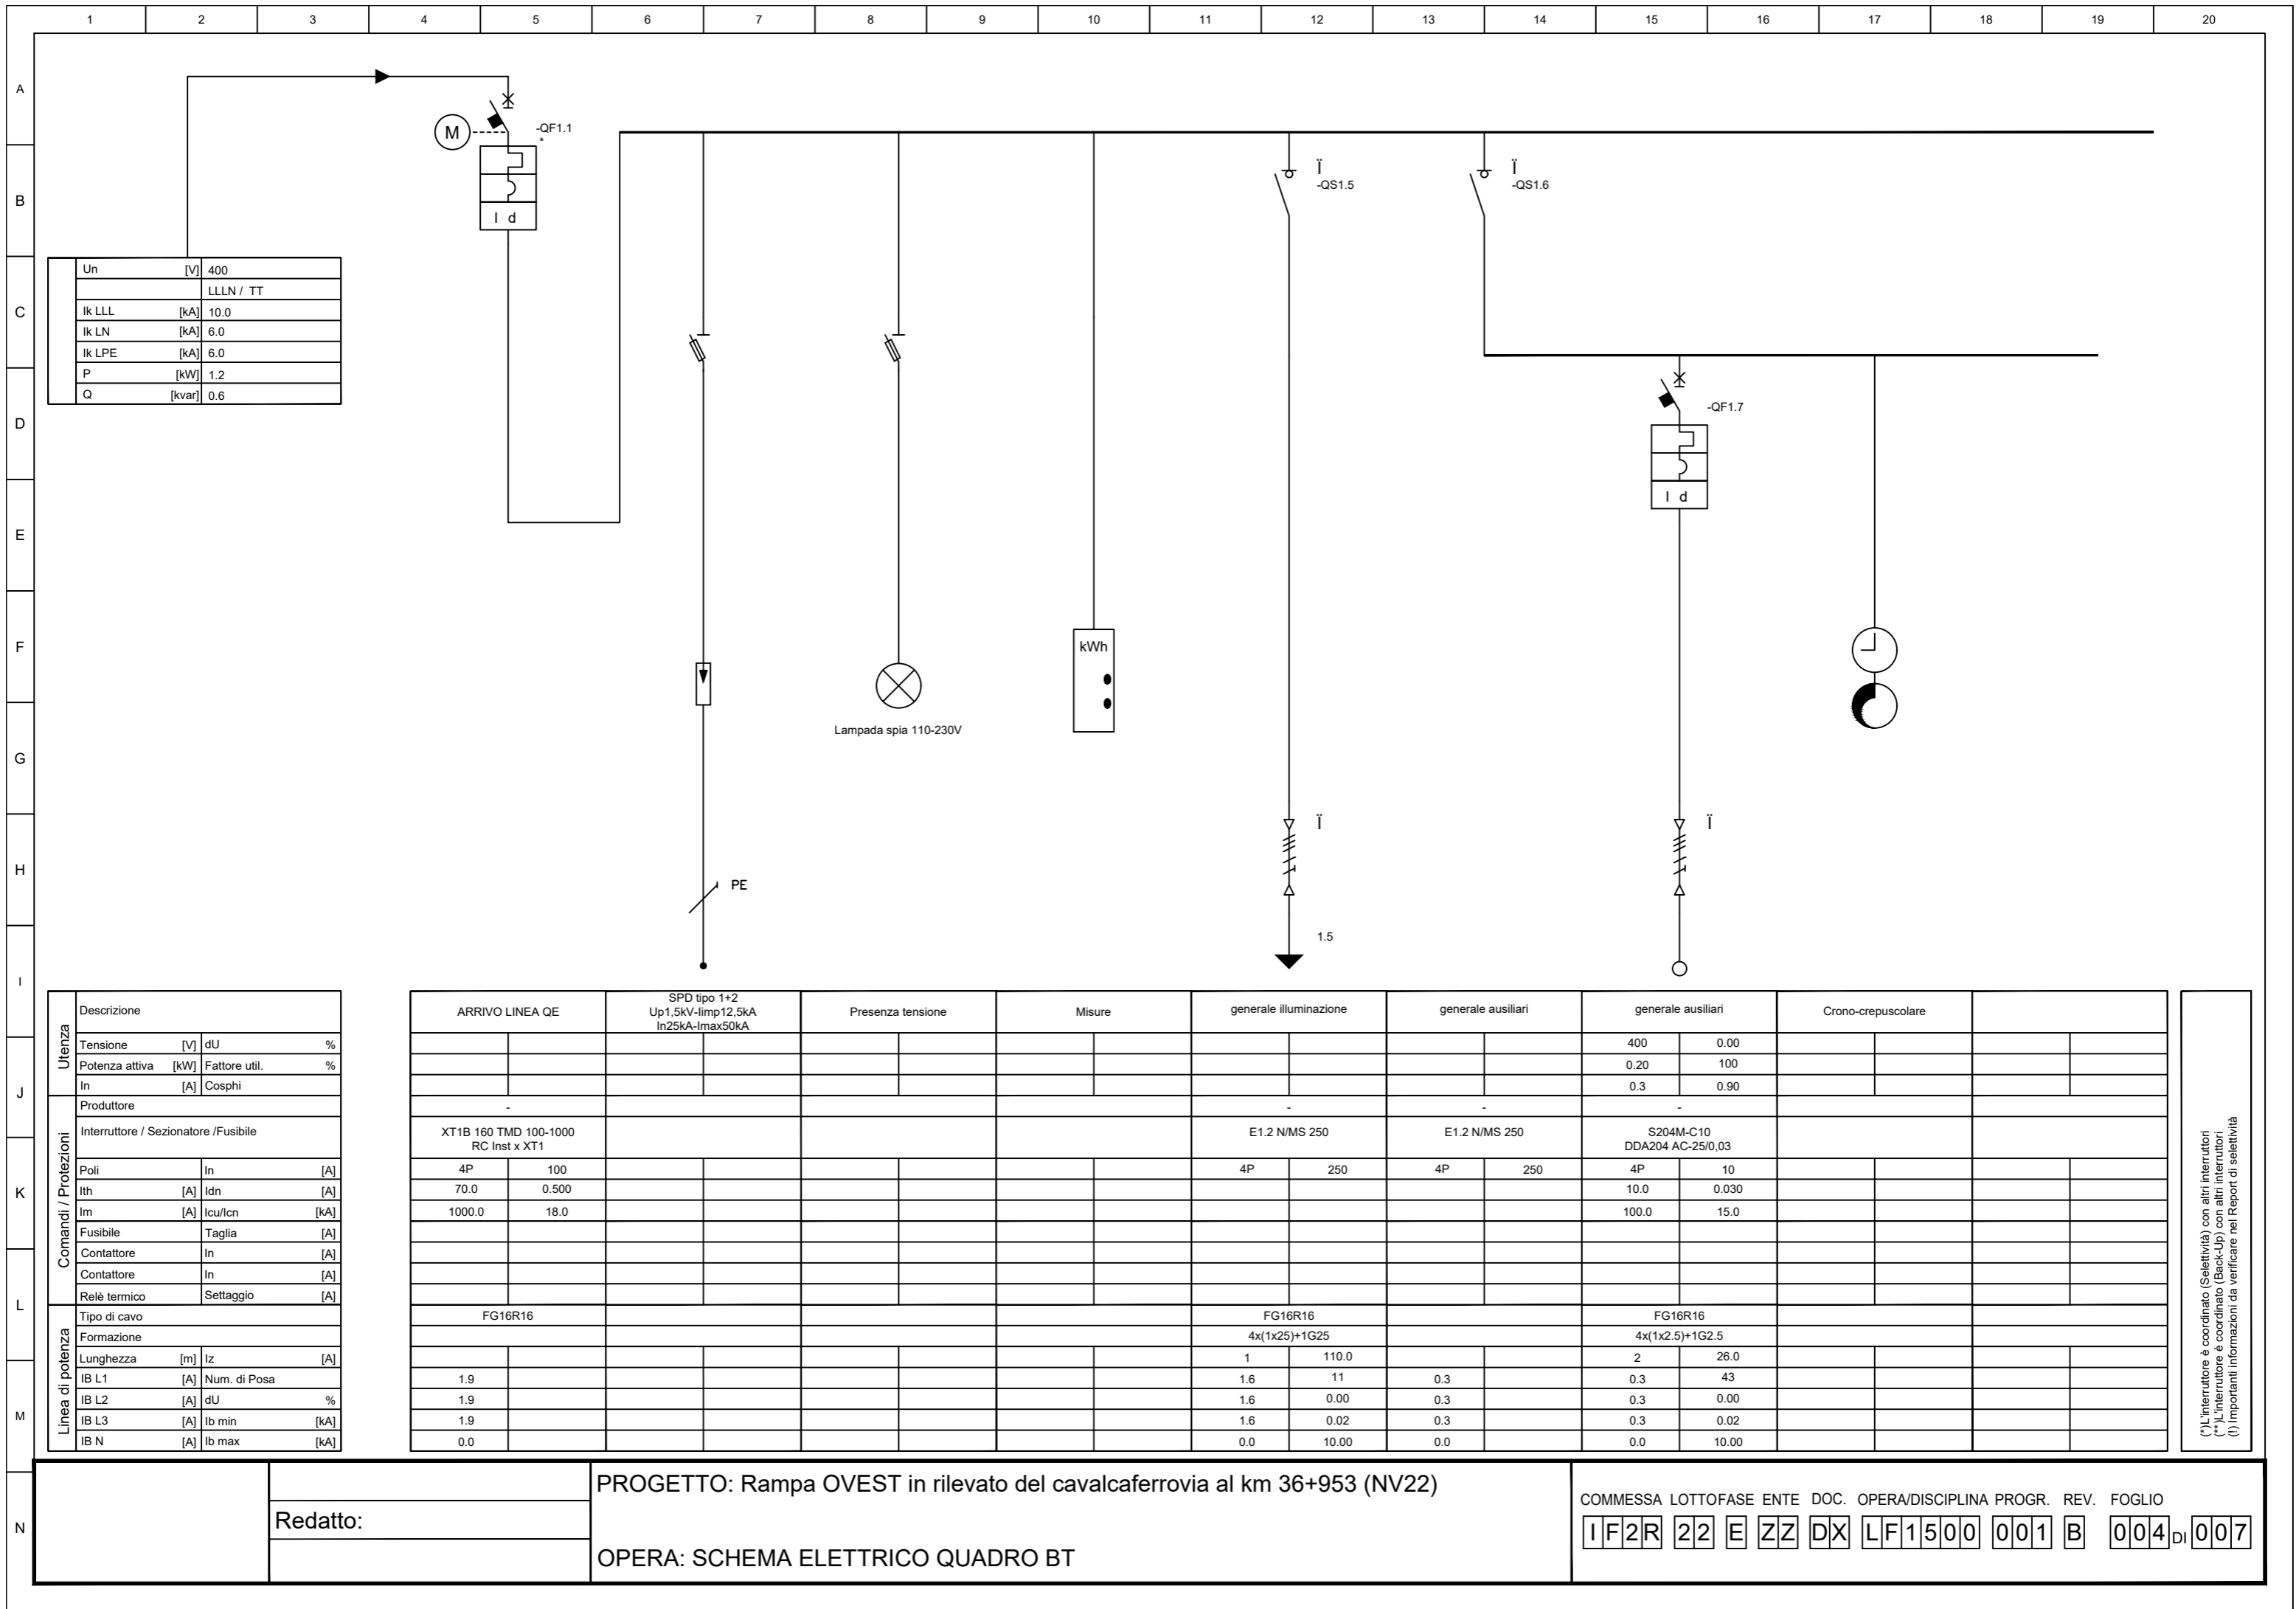 1 2 3 4 5 6 7 8 9 10 11 12 13 14 15 16 17 18 19 20
A
B
C
D
E
F
G
H
I
J
K
L
M
N
M
-QF1.1
*
I d
Ï
-QS1.5
Ï
-QS1.6
Un [V] 400
LLLN / TT
Ik LLL [kA] 10.0
Ik LN [kA] 6.0
Ik LPE [kA] 6.0
P [kW] 1.2
Q [kvar] 0.6
-QF1.7
I d
kWh
Lampada spia 110-230V
Ï
Ï
PE
1.5
Utenza
Descrizione
ARRIVO LINEA QE
SPD tipo 1+2
Up1,5kV-Iimp12,5kA
In25kA-Imax50kA
Presenza tensione
Misure
generale illuminazione
generale ausiliari
generale ausiliari
Crono-crepuscolare
Tensione [V] dU % 400 0.00
Potenza attiva [kW] Fattore util. % 0.20 100
In [A] Cosphi 0.3 0.90
Comandi / Protezioni
Produttore - - - -
Interruttore / Sezionatore /Fusibile
XT1B 160 TMD 100-1000
RC Inst x XT1
E1.2 N/MS 250
E1.2 N/MS 250
S204M-C10
DDA204 AC-25/0,03
Poli In [A] 4P 100 4P 250 4P 250 4P 10
Ith [A] Idn [A] 70.0 0.500 10.0 0.030
Im [A] Icu/Icn [kA] 1000.0 18.0 100.0 15.0
Fusibile Taglia [A]
Contattore In [A]
Contattore In [A]
Relè termico Settaggio [A]
Linea di potenza
Tipo di cavo FG16R16 FG16R16 FG16R16
Formazione 4x(1x25)+1G25 4x(1x2.5)+1G2.5
Lunghezza [m] Iz [A] 1 110.0 2 26.0
IB L1 [A] Num. di Posa 1.9 1.6 11 0.3 0.3 43
IB L2 [A] dU % 1.9 1.6 0.00 0.3 0.3 0.00
IB L3 [A] Ib min [kA] 1.9 1.6 0.02 0.3 0.3 0.02
IB N [A] Ib max [kA] 0.0 0.0 10.00 0.0 0.0 10.00
(*)L'interruttore è coordinato (Selettività) con altri interruttori
(**)L'interruttore è coordinato (Back-Up) con altri interruttori
(!) Importanti informazioni da verificare nel Report di selettività
Redatto:
PROGETTO: Rampa OVEST in rilevato del cavalcaferrovia al km 36+953 (NV22)
OPERA: SCHEMA ELETTRICO QUADRO BT
COMMESSA LOTTO FASE ENTE DOC. OPERA/DISCIPLINA PROGR. REV. FOGLIO
IF2R 22 E ZZ DX LF1500 001 B 004 DI 007